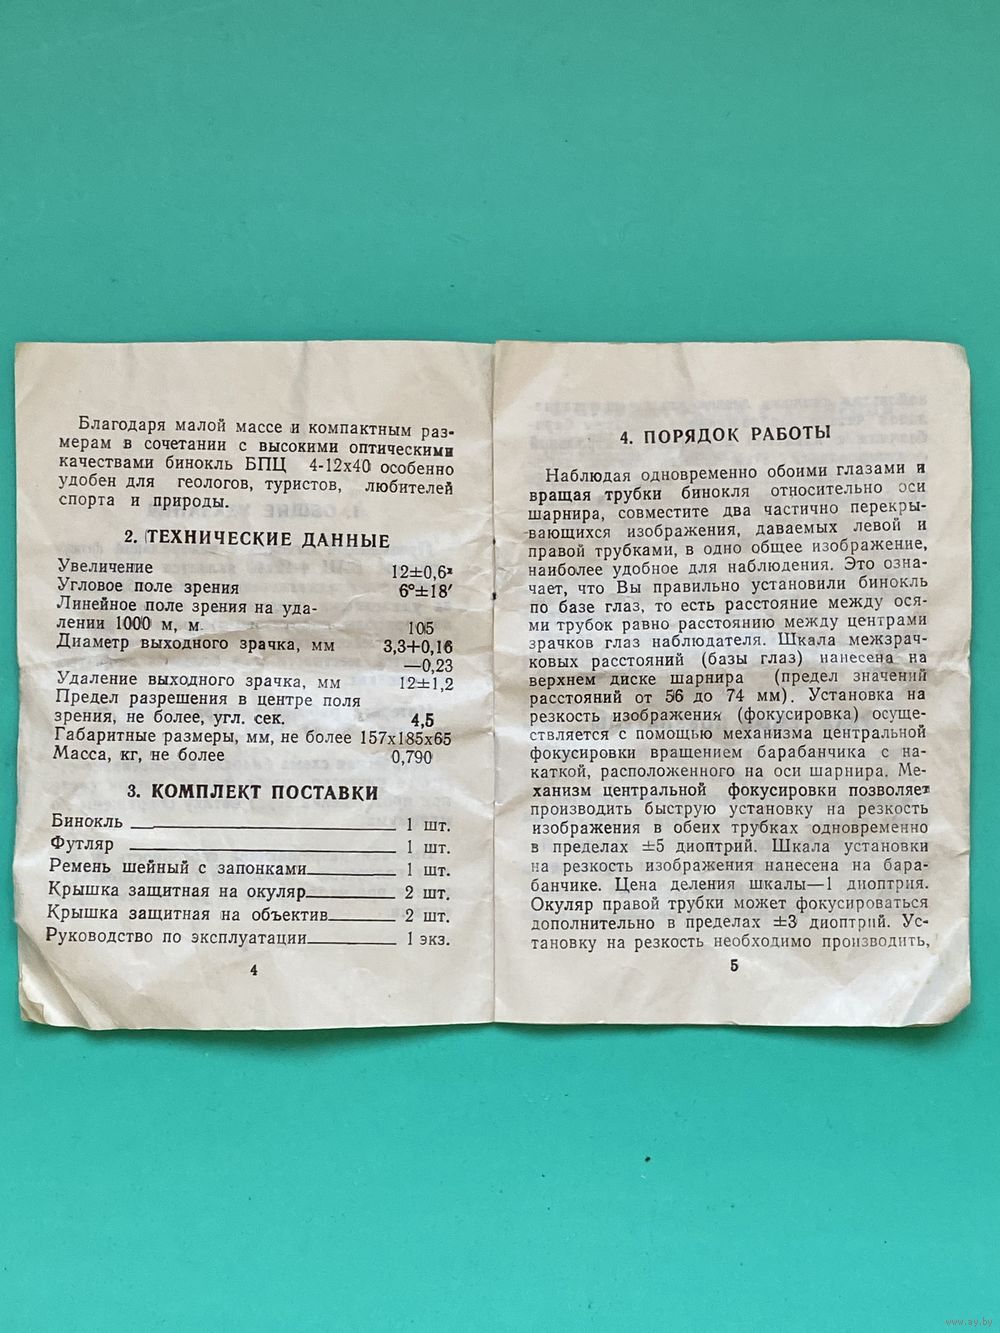 Благодаря малой массе и компактным раз-
мерам в сочетании с высокими оптическими
качествами бинокль БПЦ 4-12х40 особенно
удобен для геологов, туристов, любителей
спорта и природы.
2. ТЕХНИЧЕСКИЕ ДАННЫЕ
Увеличение 12±0,6ˣ
Угловое поле зрения 6°±18′
Линейное поле зрения на уда-
лении 1000 м, м. 105
Диаметр выходного зрачка, мм 3,3+0,16
—0,23
Удаление выходного зрачка, мм 12±1,2
Предел разрешения в центре поля
зрения, не более, угл. сек. 4,5
Габаритные размеры, мм, не более 157х185х65
Масса, кг, не более 0,790
3. КОМПЛЕКТ ПОСТАВКИ
Бинокль 1 шт.
Футляр 1 шт.
Ремень шейный с запонками 1 шт.
Крышка защитная на окуляр 2 шт.
Крышка защитная на объектив 2 шт.
Руководство по эксплуатации 1 экз.
4
4. ПОРЯДОК РАБОТЫ
Наблюдая одновременно обоими глазами и
вращая трубки бинокля относительно оси
шарнира, совместите два частично перекры-
вающихся изображения, даваемых левой и
правой трубками, в одно общее изображение,
наиболее удобное для наблюдения. Это озна-
чает, что Вы правильно установили бинокль
по базе глаз, то есть расстояние между ося-
ми трубок равно расстоянию между центрами
зрачков глаз наблюдателя. Шкала межзрач-
ковых расстояний (базы глаз) нанесена на
верхнем диске шарнира (предел значений
расстояний от 56 до 74 мм). Установка на
резкость изображения (фокусировка) осуще-
ствляется с помощью механизма центральной
фокусировки вращением барабанчика с на-
каткой, расположенного на оси шарнира. Ме-
ханизм центральной фокусировки позволяет
производить быструю установку на резкость
изображения в обеих трубках одновременно
в пределах ±5 диоптрий. Шкала установки
на резкость изображения нанесена на бара-
банчике. Цена деления шкалы—1 диоптрия.
Окуляр правой трубки может фокусироваться
дополнительно в пределах ±3 диоптрий. Ус-
тановку на резкость необходимо производить,
5
www.ay.by